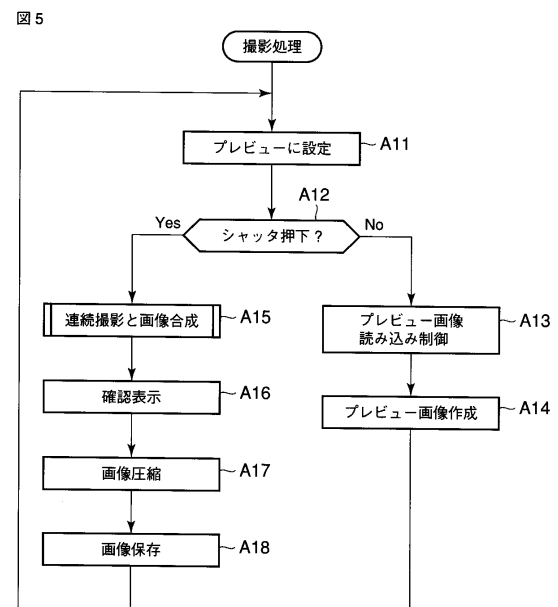 図5
撮影処理
プレビューに設定
A11
A12
シャッタ押下?
Yes
No
連続撮影と画像合成
A15
プレビュー画像
読み込み制御
A13
確認表示
A16
プレビュー画像作成
A14
画像圧縮
A17
画像保存
A18